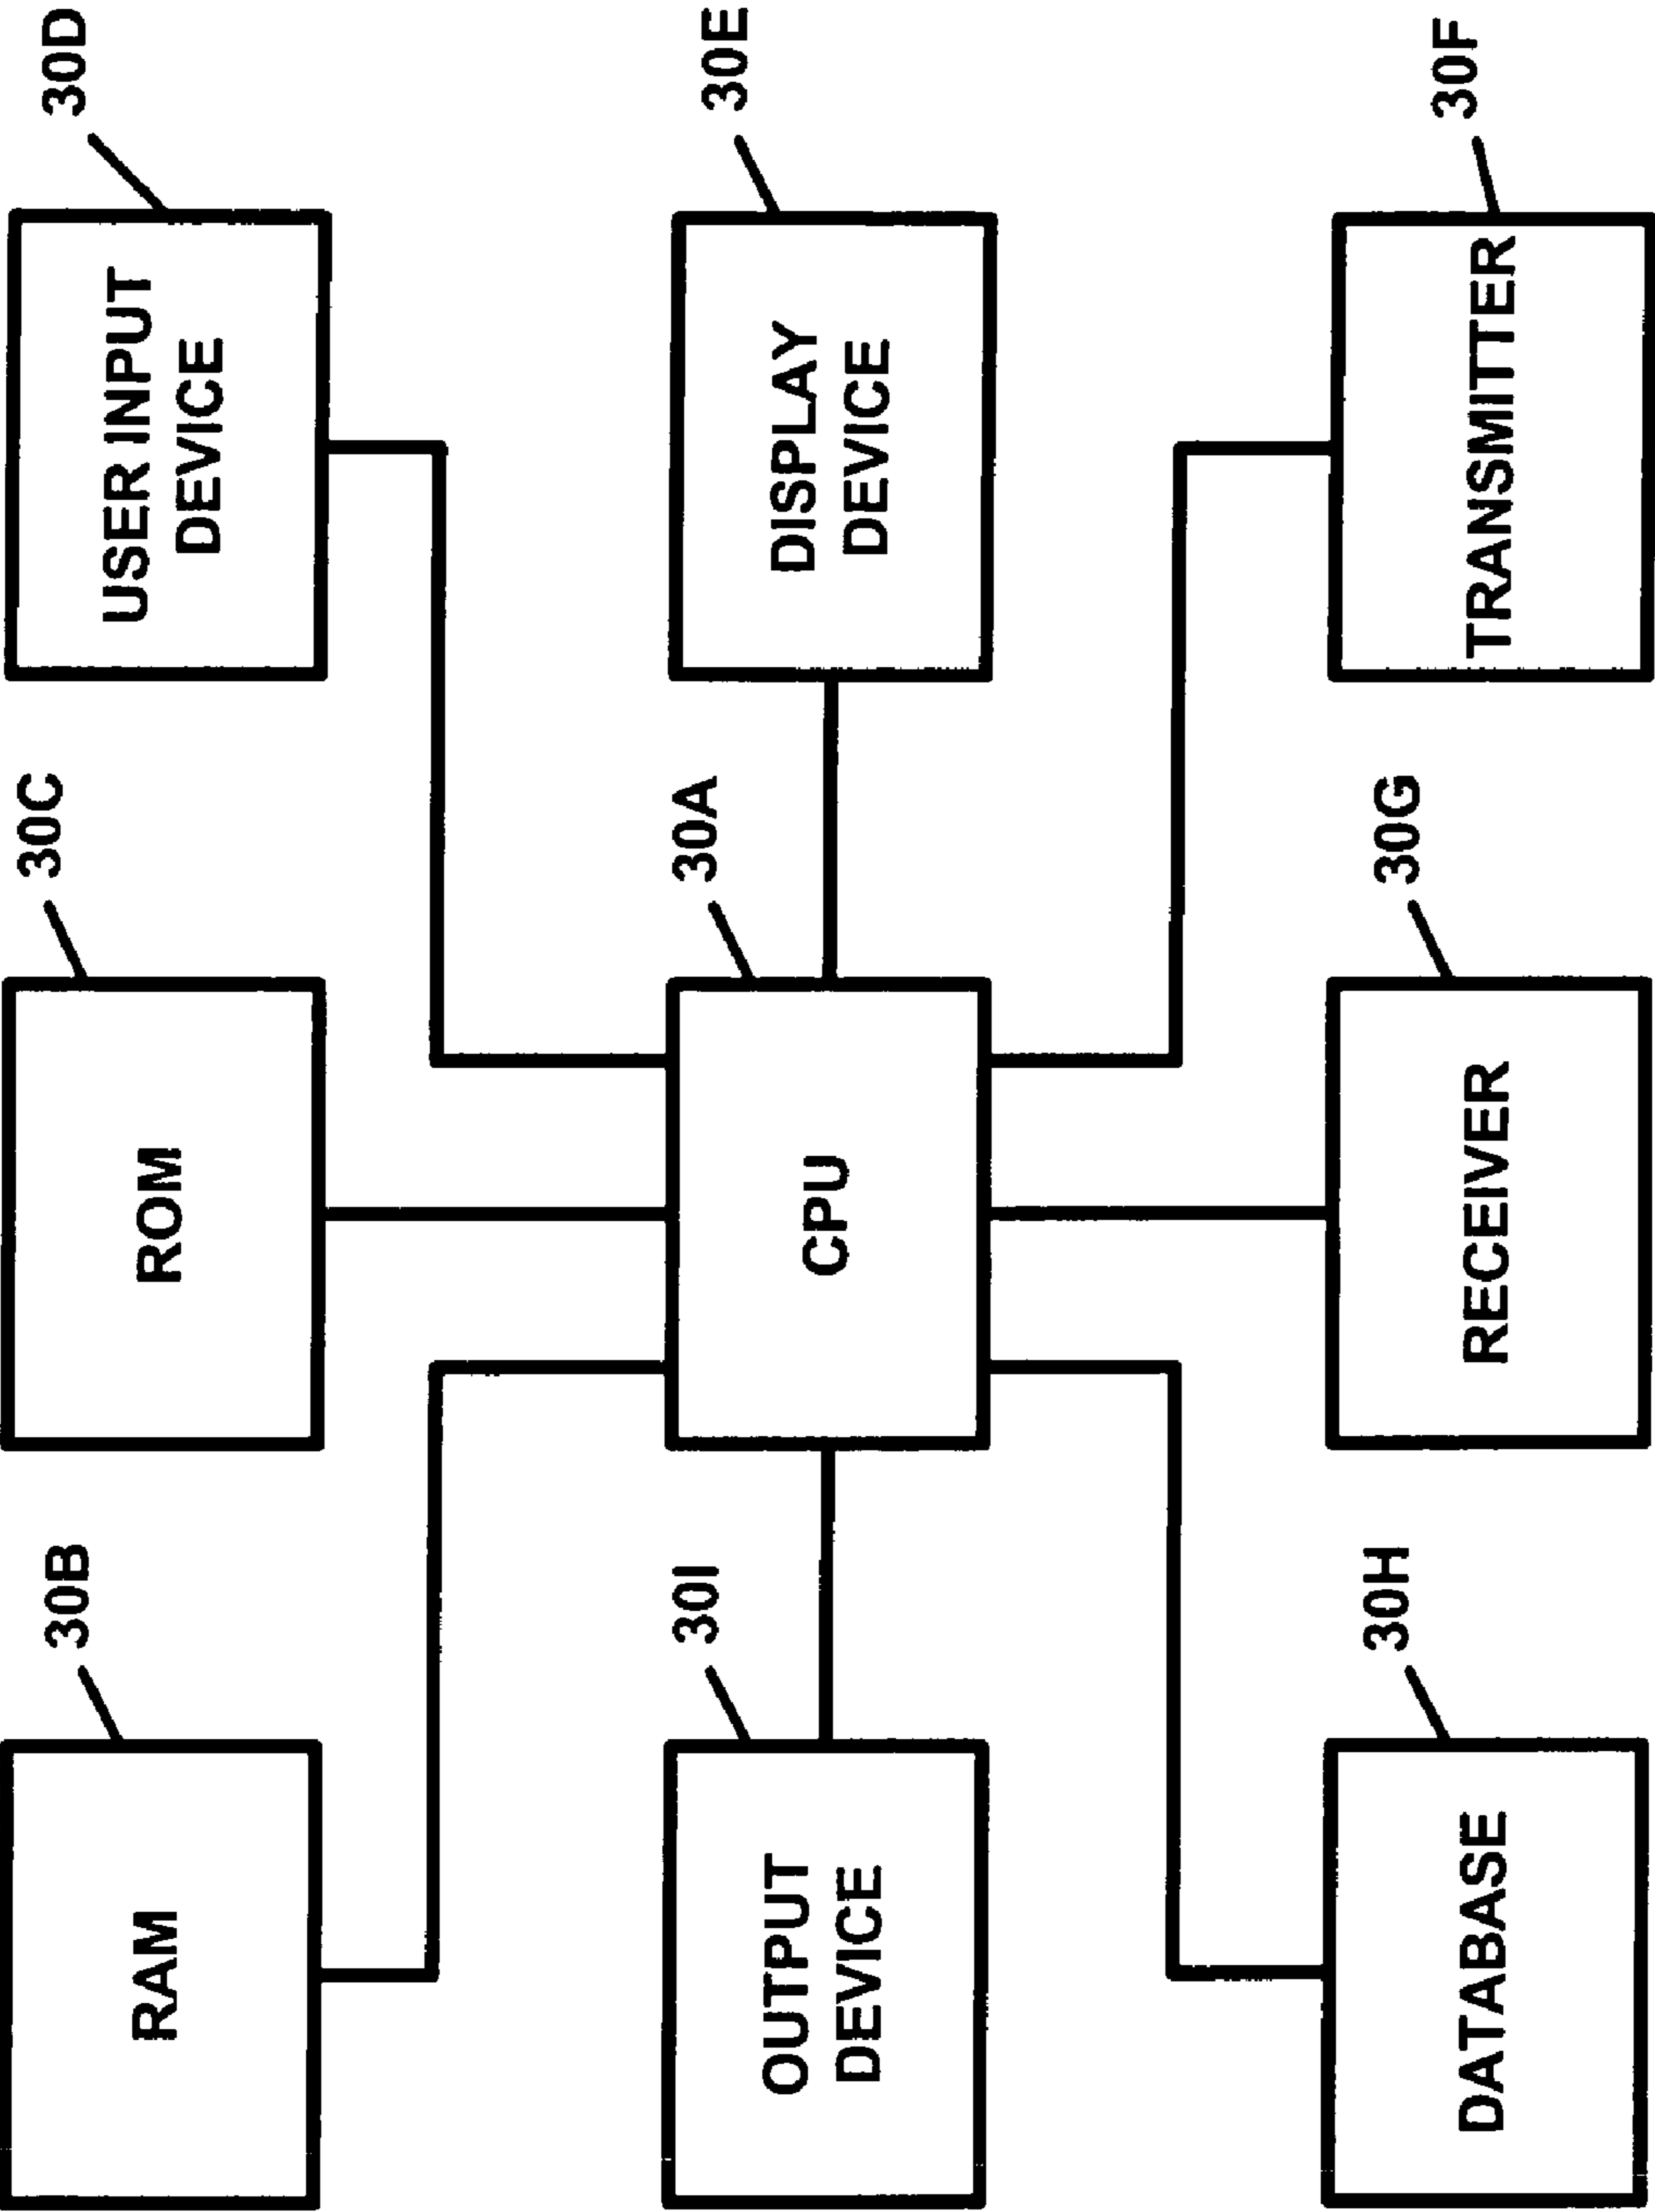 30B
RAM
30C
ROM
30D
USER INPUT
DEVICE
30I
OUTPUT
DEVICE
30A
CPU
30E
DISPLAY
DEVICE
30H
DATABASE
30G
RECEIVER
30F
TRANSMITTER